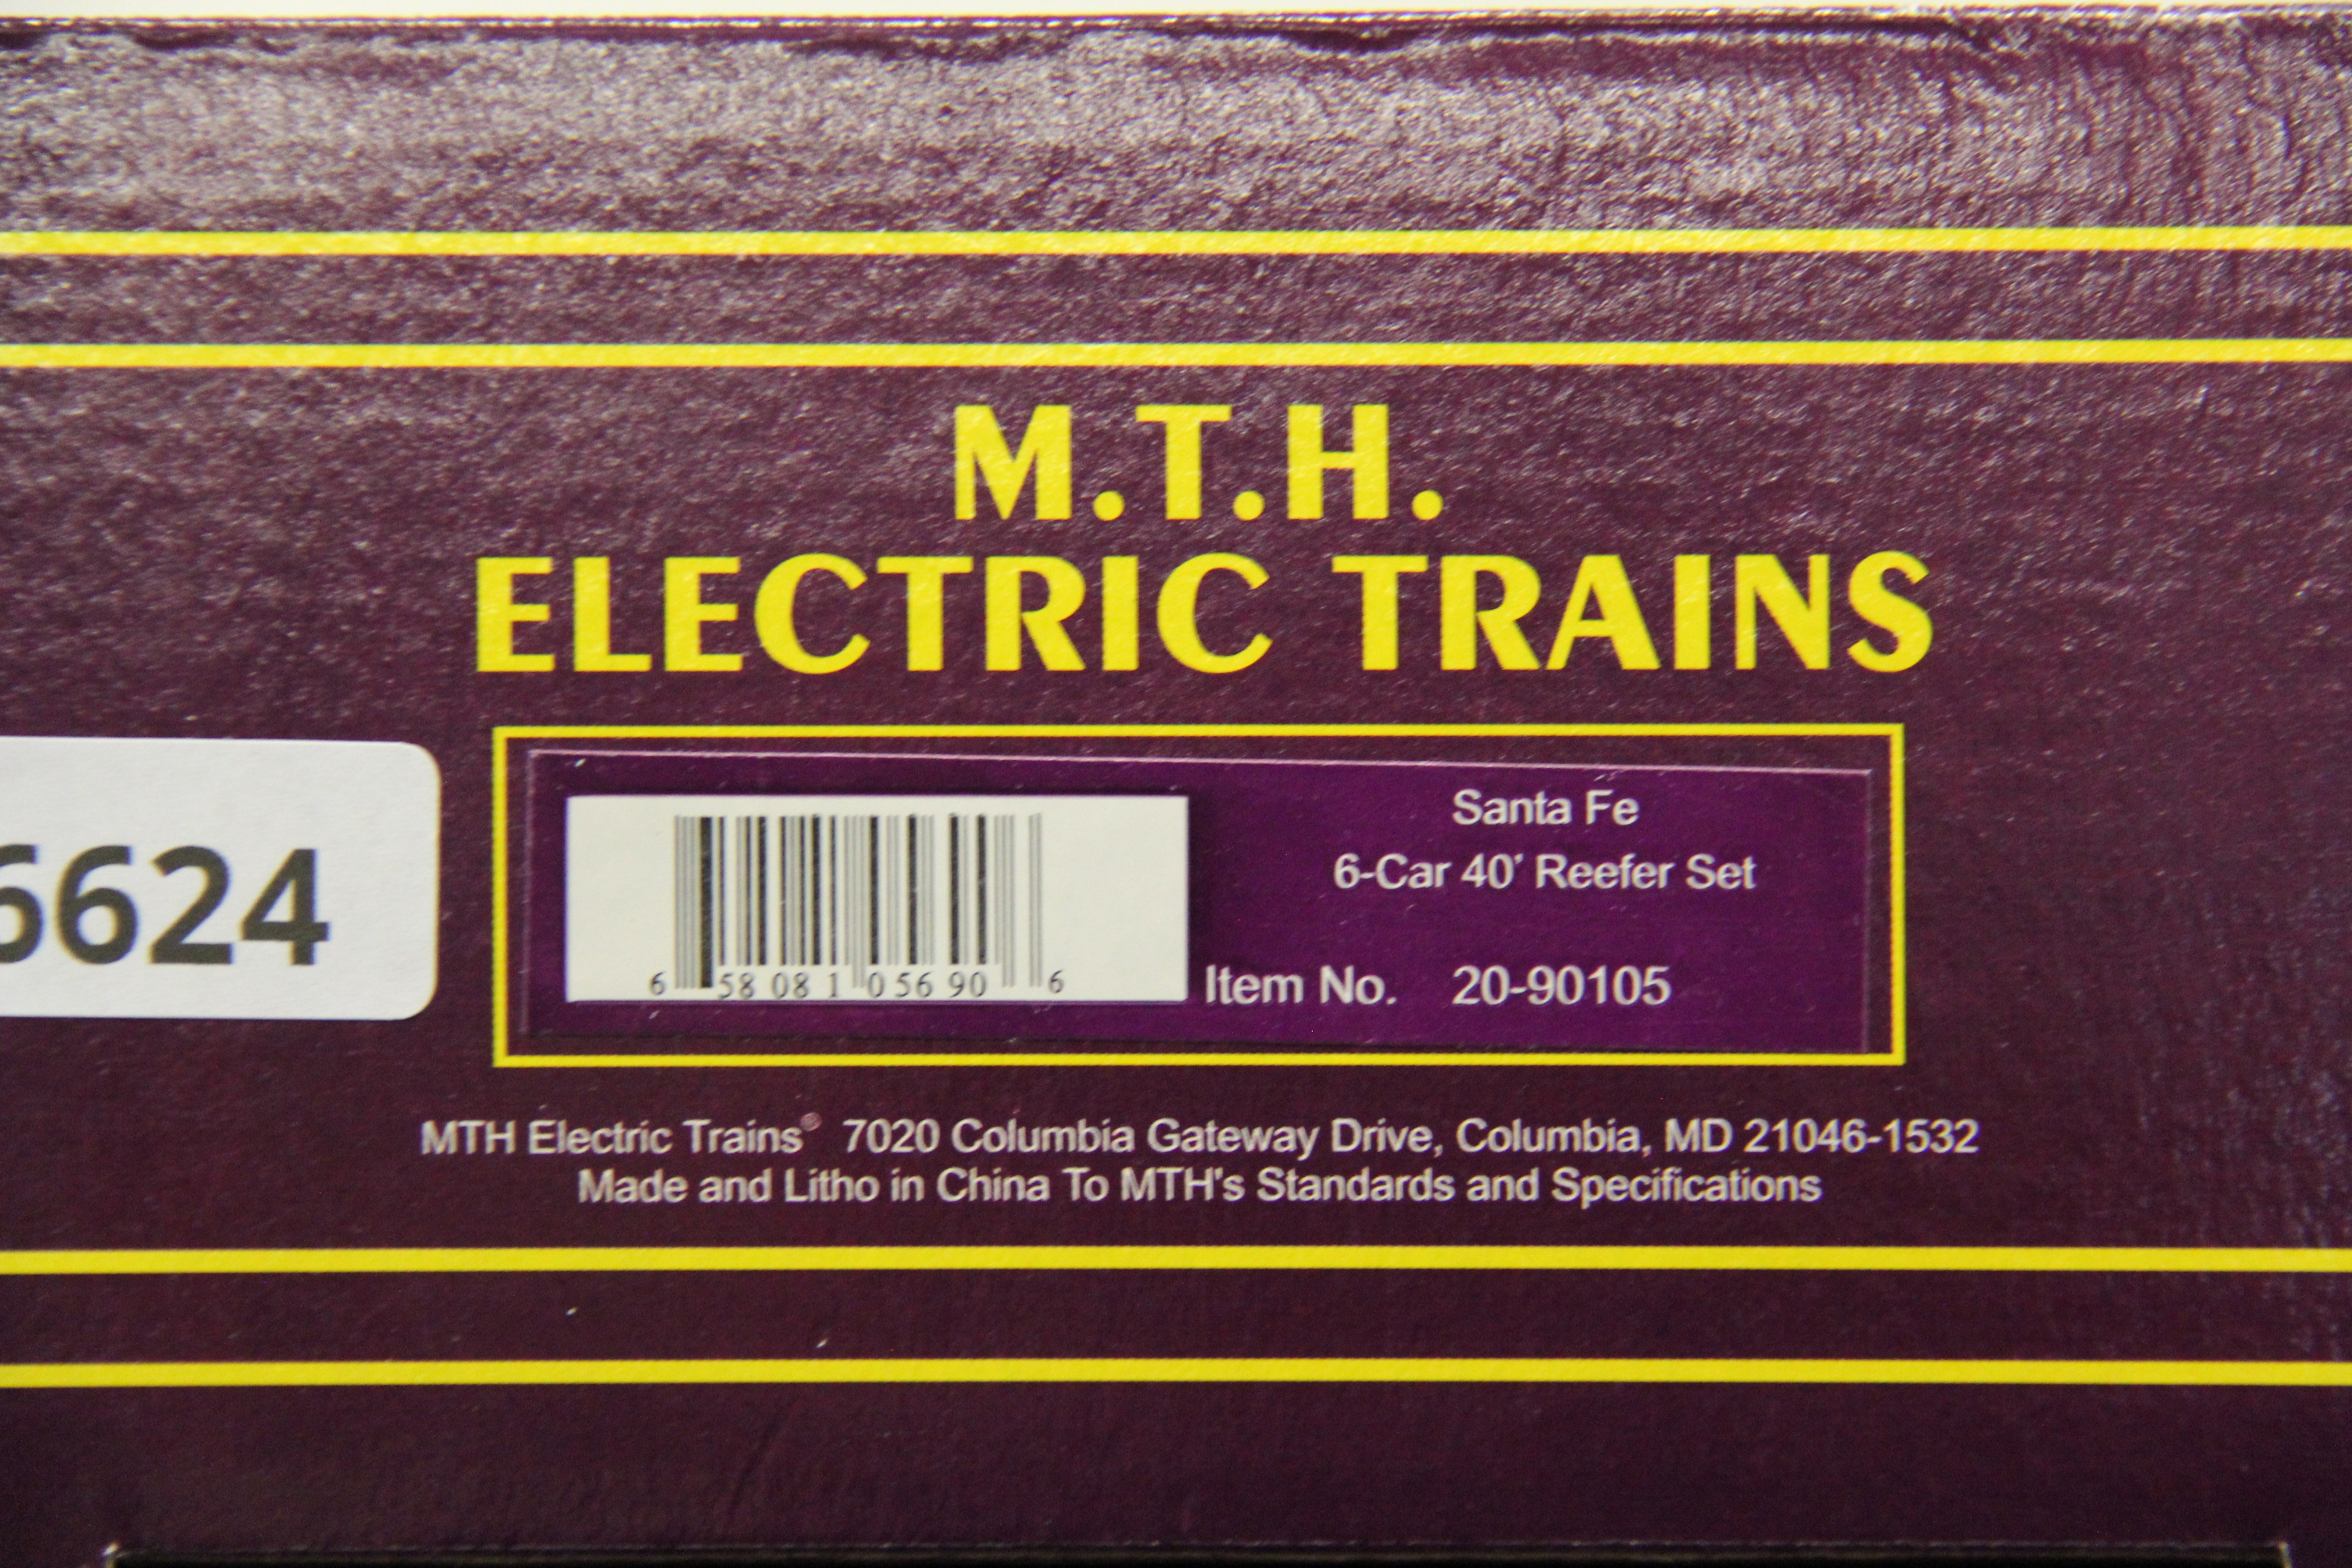 M.T.H.
ELECTRIC TRAINS
6624
Santa Fe
6-Car 40' Reefer Set
6 58081 05690 6
Item No. 20-90105
MTH Electric Trains® 7020 Columbia Gateway Drive, Columbia, MD 21046-1532
Made and Litho in China To MTH's Standards and Specifications